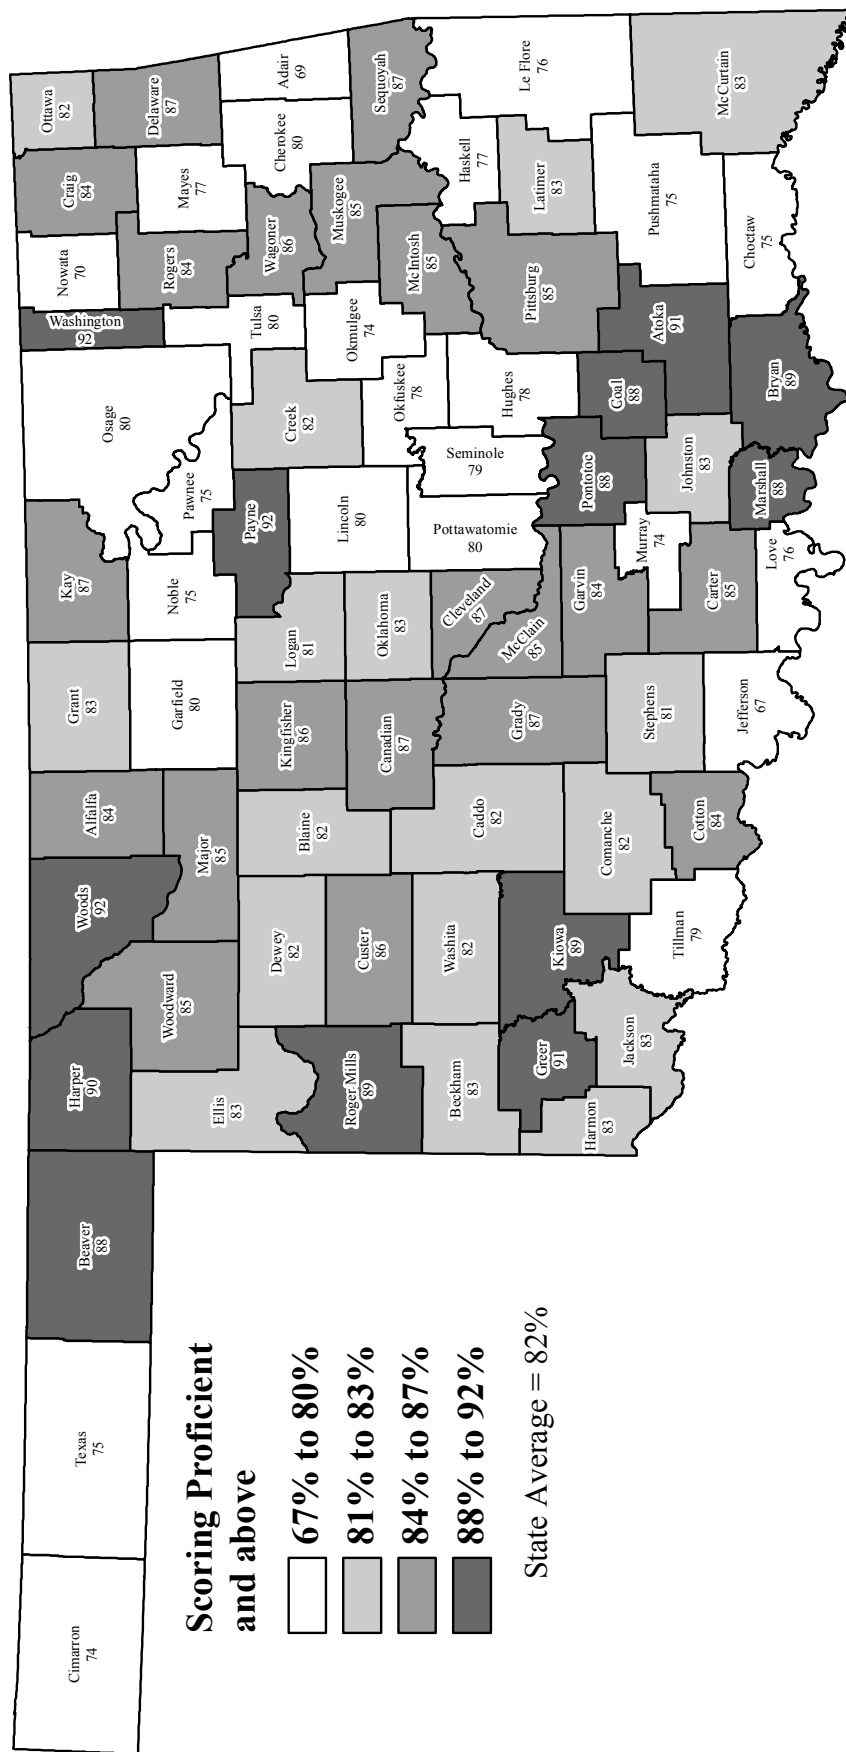 Cimarron
74
Texas
75
Beaver
88
Harper
90
Woods
92
Alfalfa
84
Grant
83
Kay
87
Osage
80
Washington
92
Nowata
70
Craig
84
Ottawa
82
Delaware
87
Ellis
83
Woodward
85
Major
85
Garfield
80
Noble
75
Pawnee
75
Rogers
84
Mayes
77
Roger Mills
89
Dewey
82
Blaine
82
Kingfisher
86
Logan
81
Payne
92
Creek
82
Tulsa
80
Wagoner
86
Cherokee
80
Adair
69
Custer
86
Canadian
87
Oklahoma
83
Lincoln
80
Okfuskee
78
Okmulgee
74
Muskogee
85
Sequoyah
87
Beckham
83
Washita
82
Caddo
82
Grady
87
McClain
85
Cleveland
87
Pottawatomie
80
Seminole
79
Hughes
78
McIntosh
85
Haskell
77
Le Flore
76
Harmon
83
Greer
91
Kiowa
89
Jackson
83
Tillman
79
Comanche
82
Cotton
84
Stephens
81
Garvin
84
Pontotoc
88
Coal
88
Pittsburg
85
Latimer
83
Jefferson
67
Carter
85
Murray
74
Johnston
83
Atoka
91
Pushmataha
75
McCurtain
83
Love
76
Marshall
88
Bryan
89
Choctaw
75
Scoring Proficient
and above
67% to 80%
81% to 83%
84% to 87%
88% to 92%
State Average = 82%